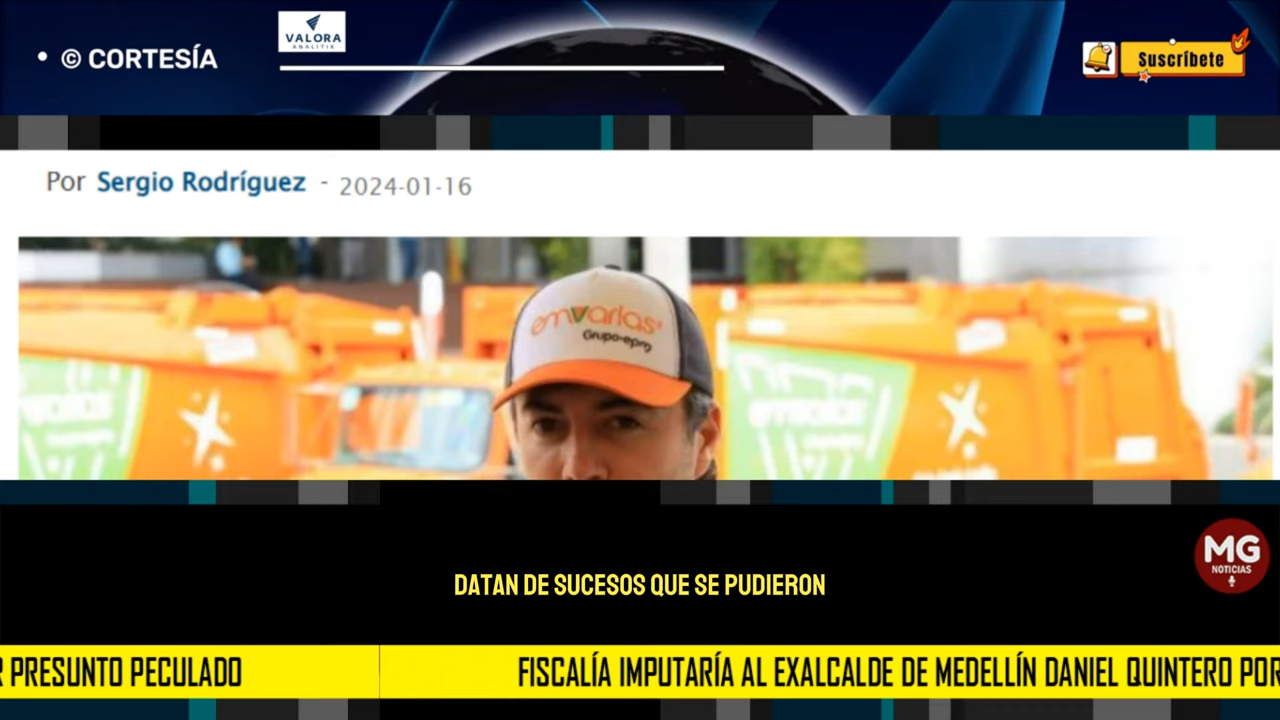 • © CORTESÍA
VALORA
ANALITIK
Suscríbete
Por Sergio Rodríguez - 2024-01-16
emvarias
Grupo·epm
DATAN DE SUCESOS QUE SE PUDIERON
MG
NOTICIAS
R PRESUNTO PECULADO
FISCALÍA IMPUTARÍA AL EXALCALDE DE MEDELLÍN DANIEL QUINTERO POR